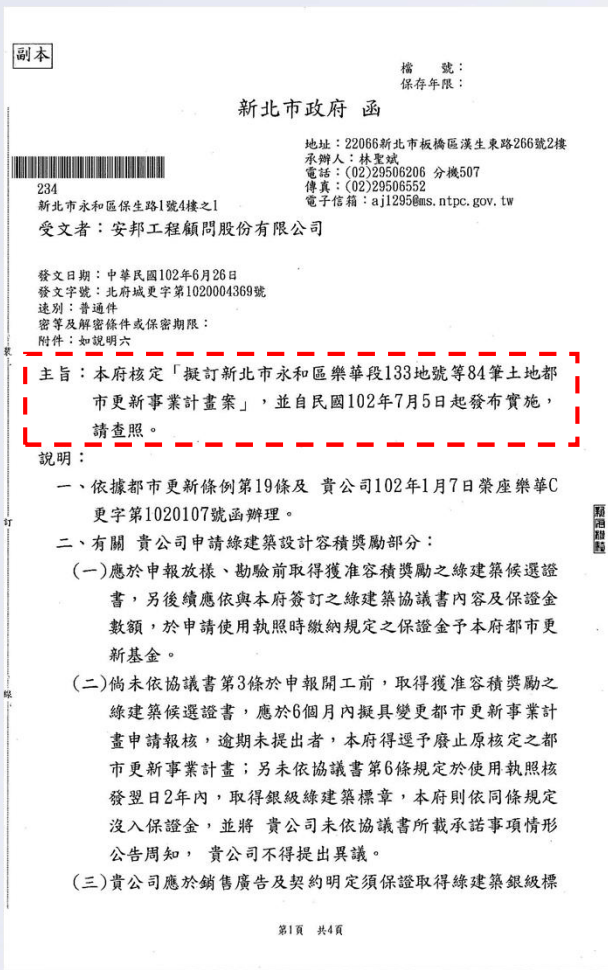 副本
檔　　號：
保存年限：
新北市政府 函
地址：22066新北市板橋區漢生東路266號2樓
承辦人：林聖斌
電話：(02)29506206 分機507
傳真：(02)29506552
電子信箱：aj1295@ms.ntpc.gov.tw
234
新北市永和區保生路1號4樓之1
受文者：安邦工程顧問股份有限公司
發文日期：中華民國102年6月26日
發文字號：北府城更字第1020004369號
速別：普通件
密等及解密條件或保密期限：
附件：如說明六
主旨：本府核定「擬訂新北市永和區樂華段133地號等84筆土地都
市更新事業計畫案」，並自民國102年7月5日起發布實施，
請查照。
說明：
一、依據都市更新條例第19條及 貴公司102年1月7日榮座樂華C
更字第1020107號函辦理。
二、有關 貴公司申請綠建築設計容積獎勵部分：
(一)應於申報放樣、勘驗前取得獲准容積獎勵之綠建築候選證
書，另後續應依與本府簽訂之綠建築協議書內容及保證金
數額，於申請使用執照時繳納規定之保證金予本府都市更
新基金。
(二)倘未依協議書第3條於申報開工前，取得獲准容積獎勵之
綠建築候選證書，應於6個月內擬具變更都市更新事業計
畫申請報核，逾期未提出者，本府得逕予廢止原核定之都
市更新事業計畫；另未依協議書第6條規定於使用執照核
發翌日2年內，取得銀級綠建築標章，本府則依同條規定
沒入保證金，並將 貴公司未依協議書所載承諾事項情形
公告周知， 貴公司不得提出異議。
(三)貴公司應於銷售廣告及契約明定須保證取得綠建築銀級標
裝
訂
線
第1頁 共4頁